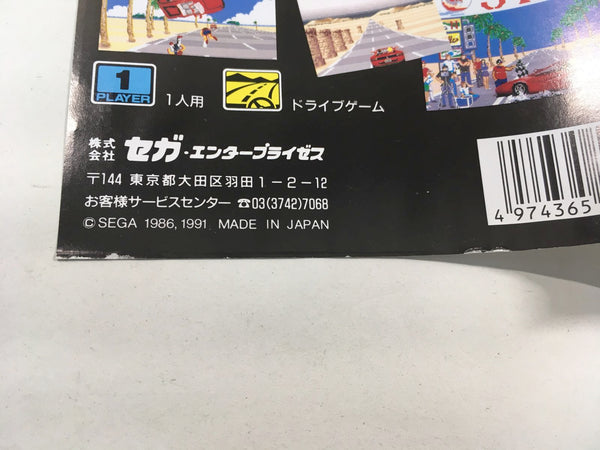 1
PLAYER
1人用
ドライブゲーム
株式会社 セガ・エンタープライゼス
〒144 東京都大田区羽田1-2-12
お客様サービスセンター ☎03(3742)7068
©SEGA 1986,1991 MADE IN JAPAN
4 974365